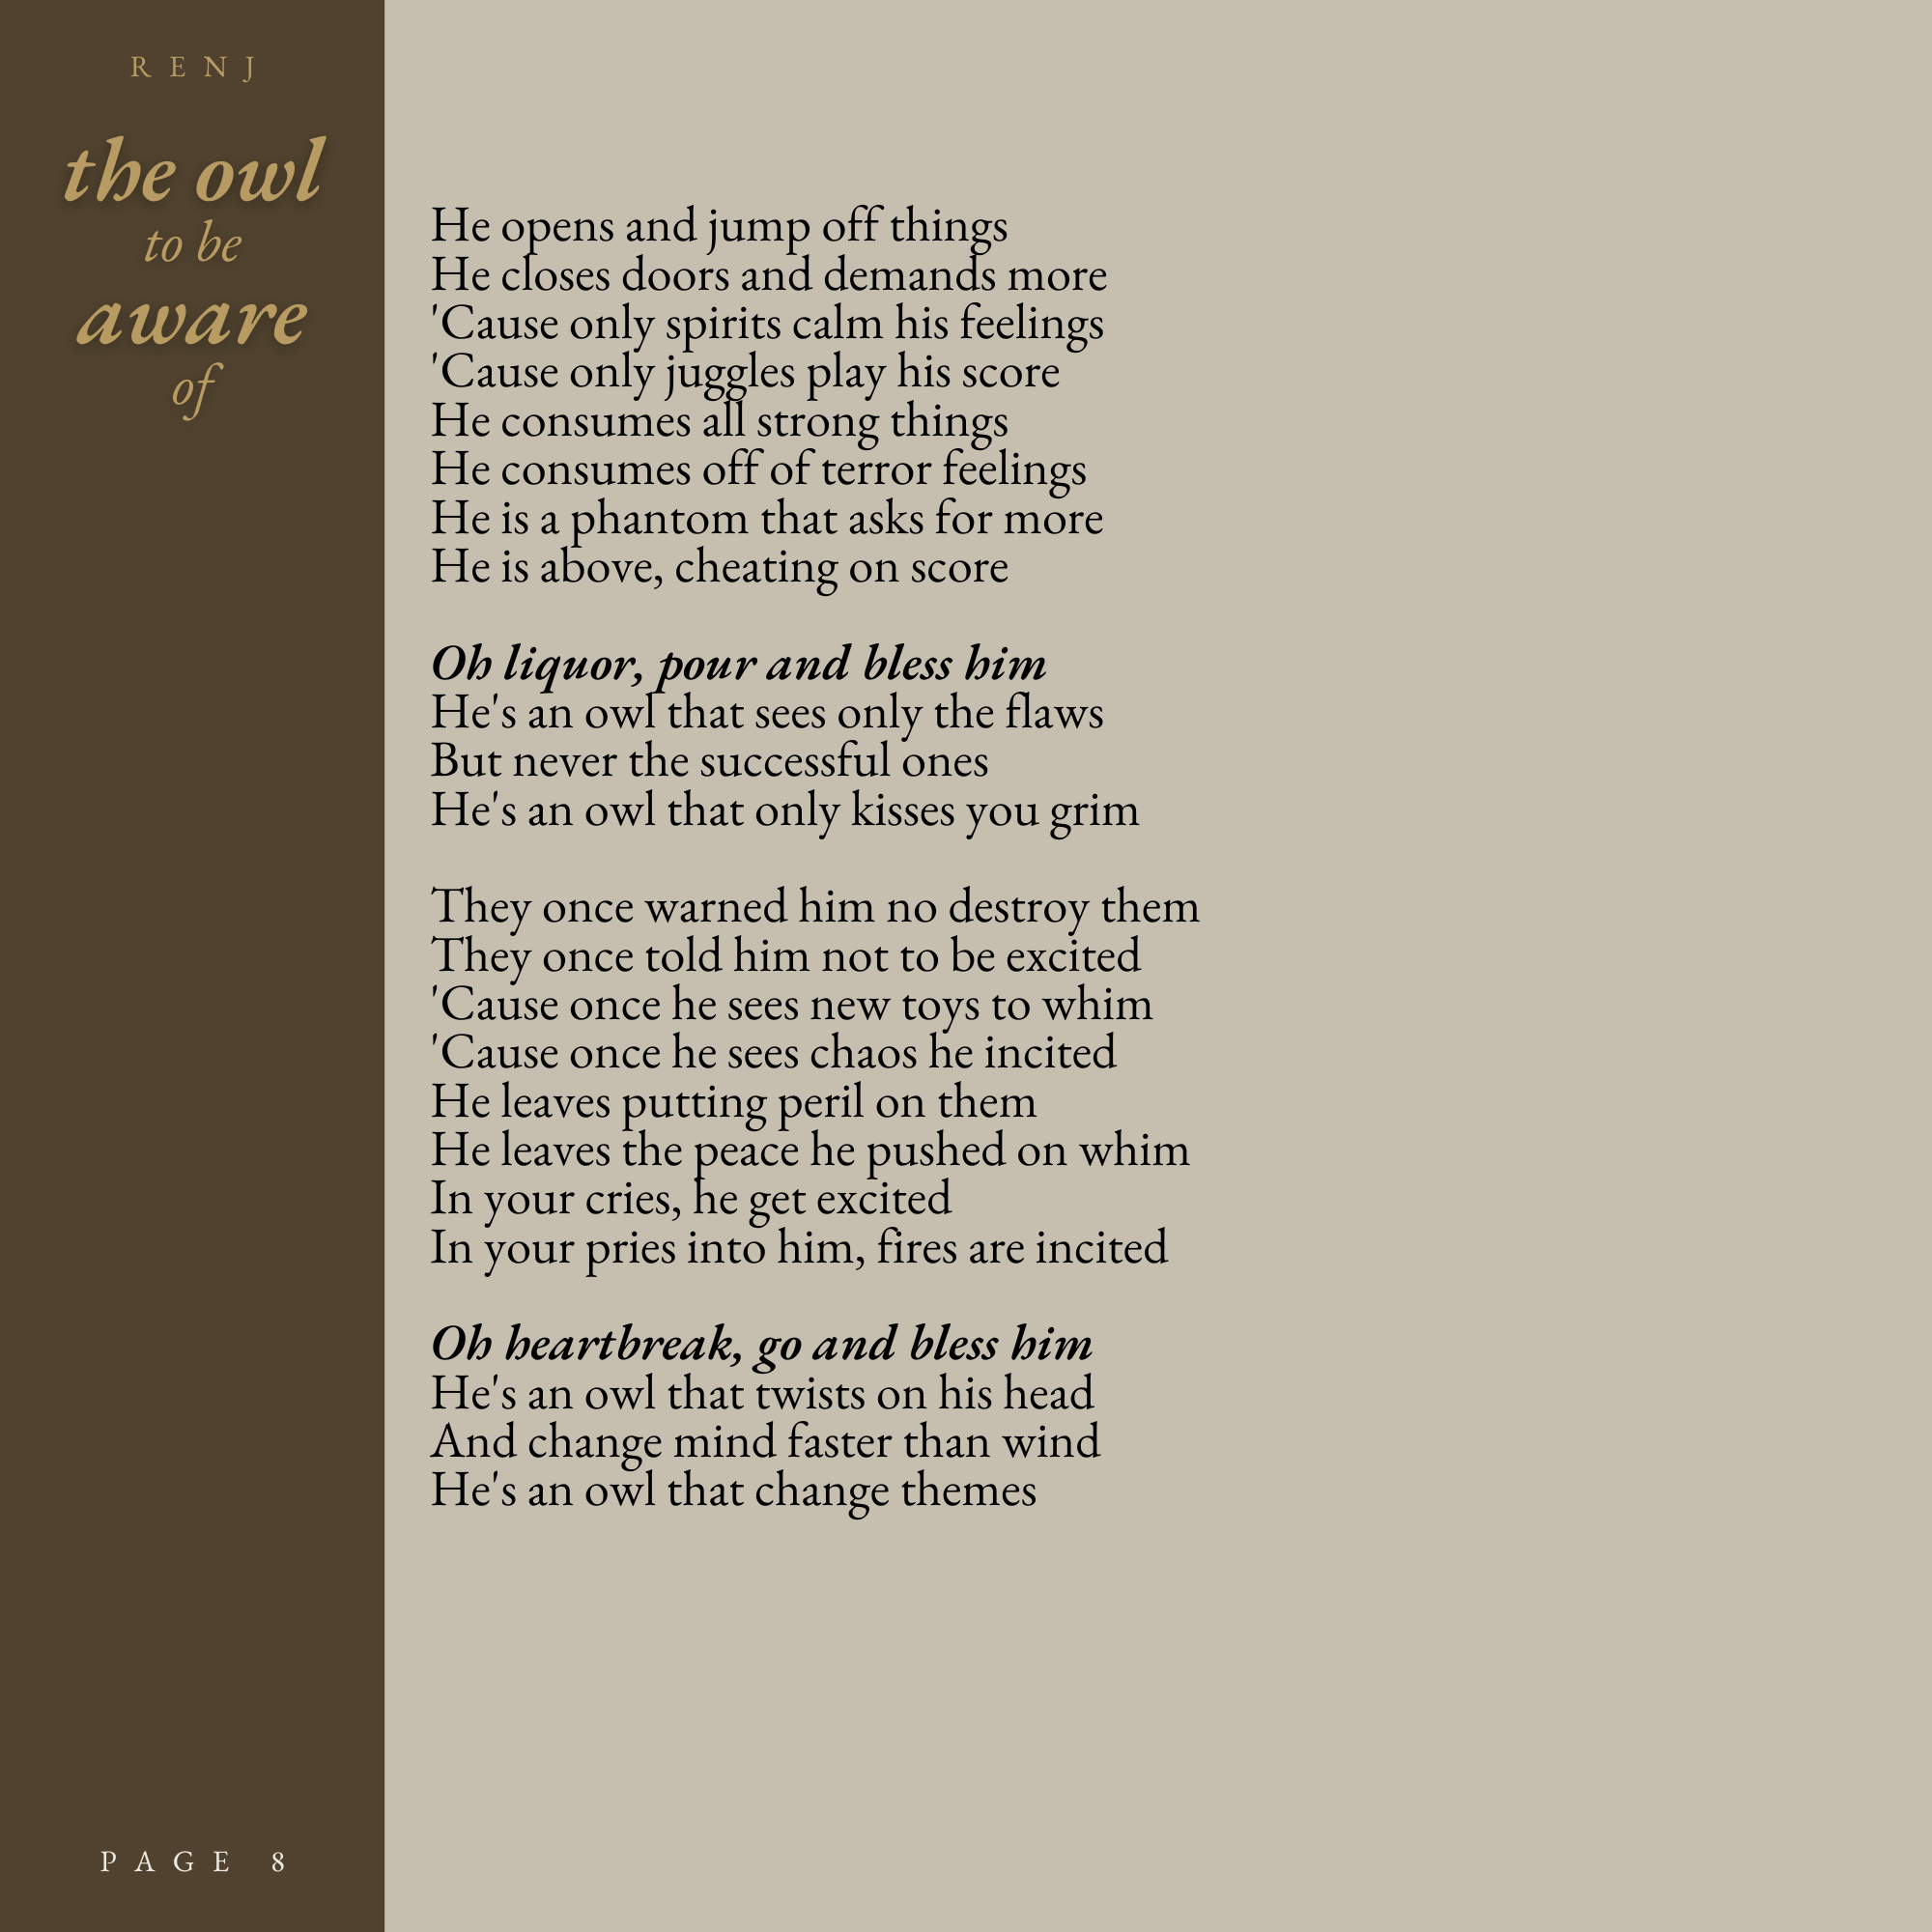 RENJ
the owl
to be
aware
of
He opens and jump off things
He closes doors and demands more
'Cause only spirits calm his feelings
'Cause only juggles play his score
He consumes all strong things
He consumes off of terror feelings
He is a phantom that asks for more
He is above, cheating on score
Oh liquor, pour and bless him
He's an owl that sees only the flaws
But never the successful ones
He's an owl that only kisses you grim
They once warned him no destroy them
They once told him not to be excited
'Cause once he sees new toys to whim
'Cause once he sees chaos he incited
He leaves putting peril on them
He leaves the peace he pushed on whim
In your cries, he get excited
In your pries into him, fires are incited
Oh heartbreak, go and bless him
He's an owl that twists on his head
And change mind faster than wind
He's an owl that change themes
PAGE 8